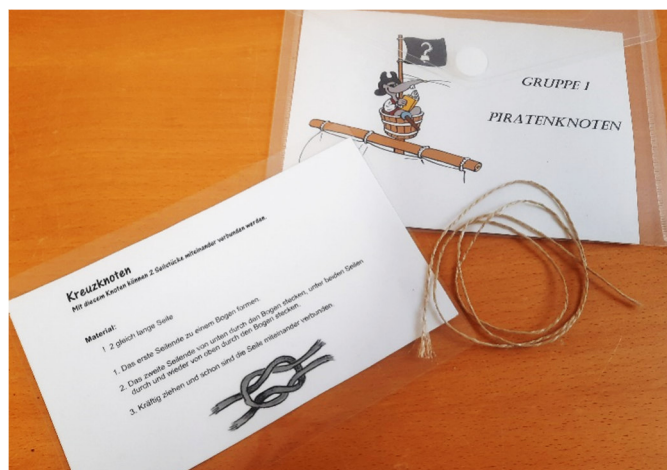 ?
GRUPPE 1
PIRATENKNOTEN
Kreuzknoten
Mit diesem Knoten können 2 Seilstücke miteinander verbunden werden.
Material:
! 2 gleich lange Seile
1. Das erste Seilende zu einem Bogen formen.
2. Das zweite Seilende von unten durch den Bogen stecken, unter beiden Seilen
durch und wieder von oben durch den Bogen stecken.
3. Kräftig ziehen und schon sind die Seile miteinander verbunden.